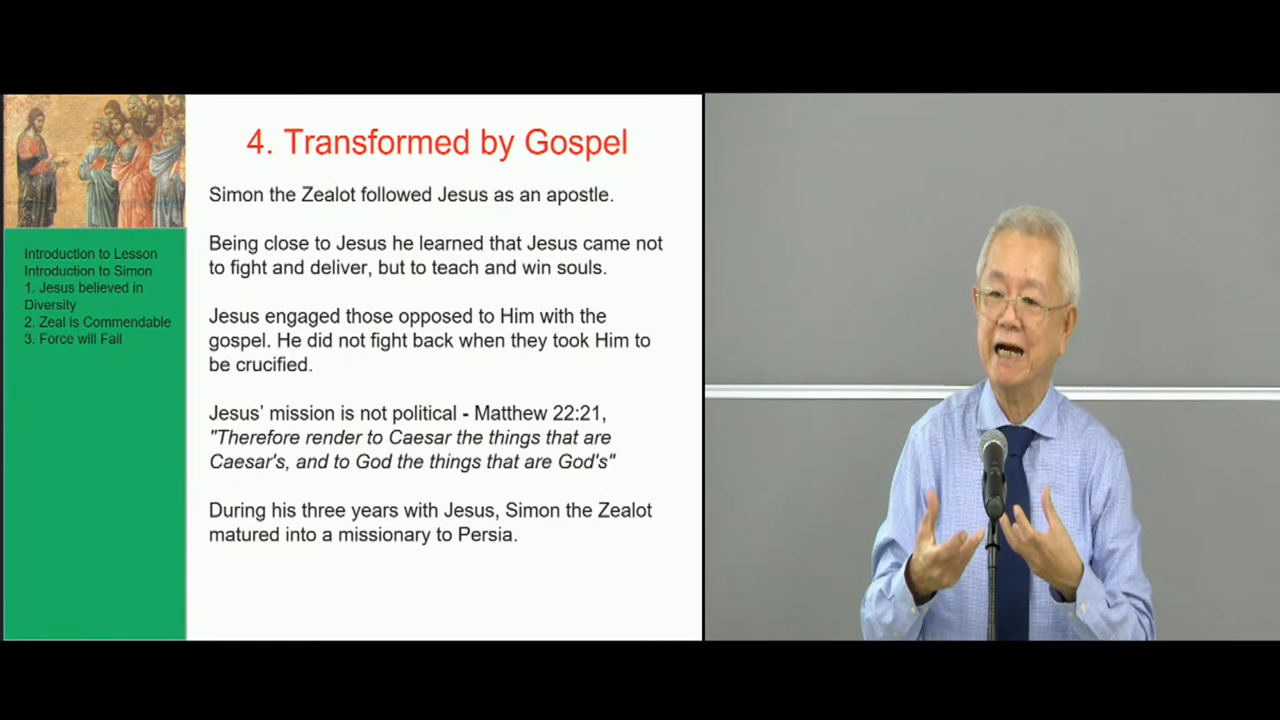 4. Transformed by Gospel
Simon the Zealot followed Jesus as an apostle.
Being close to Jesus he learned that Jesus came not
to fight and deliver, but to teach and win souls.
Jesus engaged those opposed to Him with the
gospel. He did not fight back when they took Him to
be crucified.
Jesus' mission is not political - Matthew 22:21,
"Therefore render to Caesar the things that are
Caesar's, and to God the things that are God's"
During his three years with Jesus, Simon the Zealot
matured into a missionary to Persia.
Introduction to Lesson
Introduction to Simon
1. Jesus believed in
Diversity
2. Zeal is Commendable
3. Force will Fail